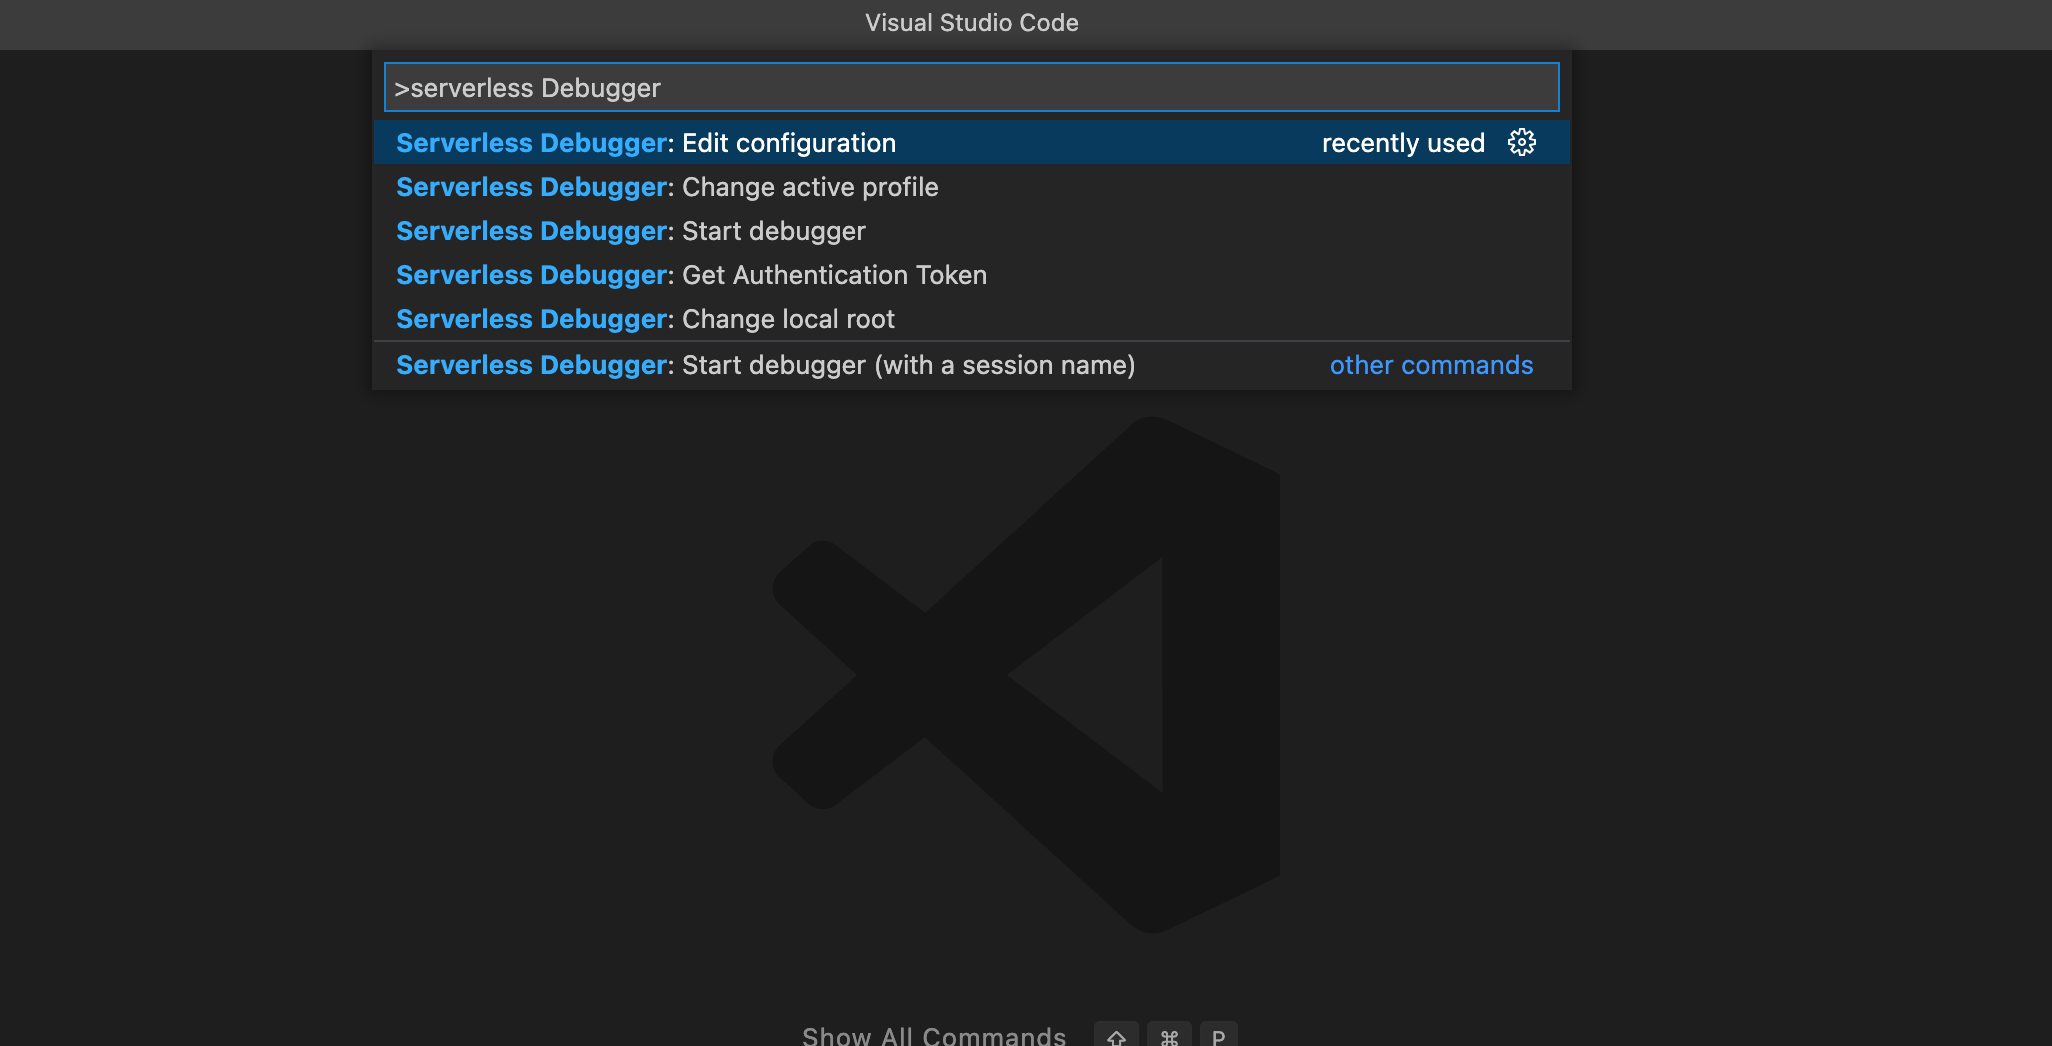 Visual Studio Code
>serverless Debugger
Serverless Debugger: Edit configuration recently used
Serverless Debugger: Change active profile
Serverless Debugger: Start debugger
Serverless Debugger: Get Authentication Token
Serverless Debugger: Change local root
Serverless Debugger: Start debugger (with a session name) other commands
Show All Commands ⇧ ⌘ P